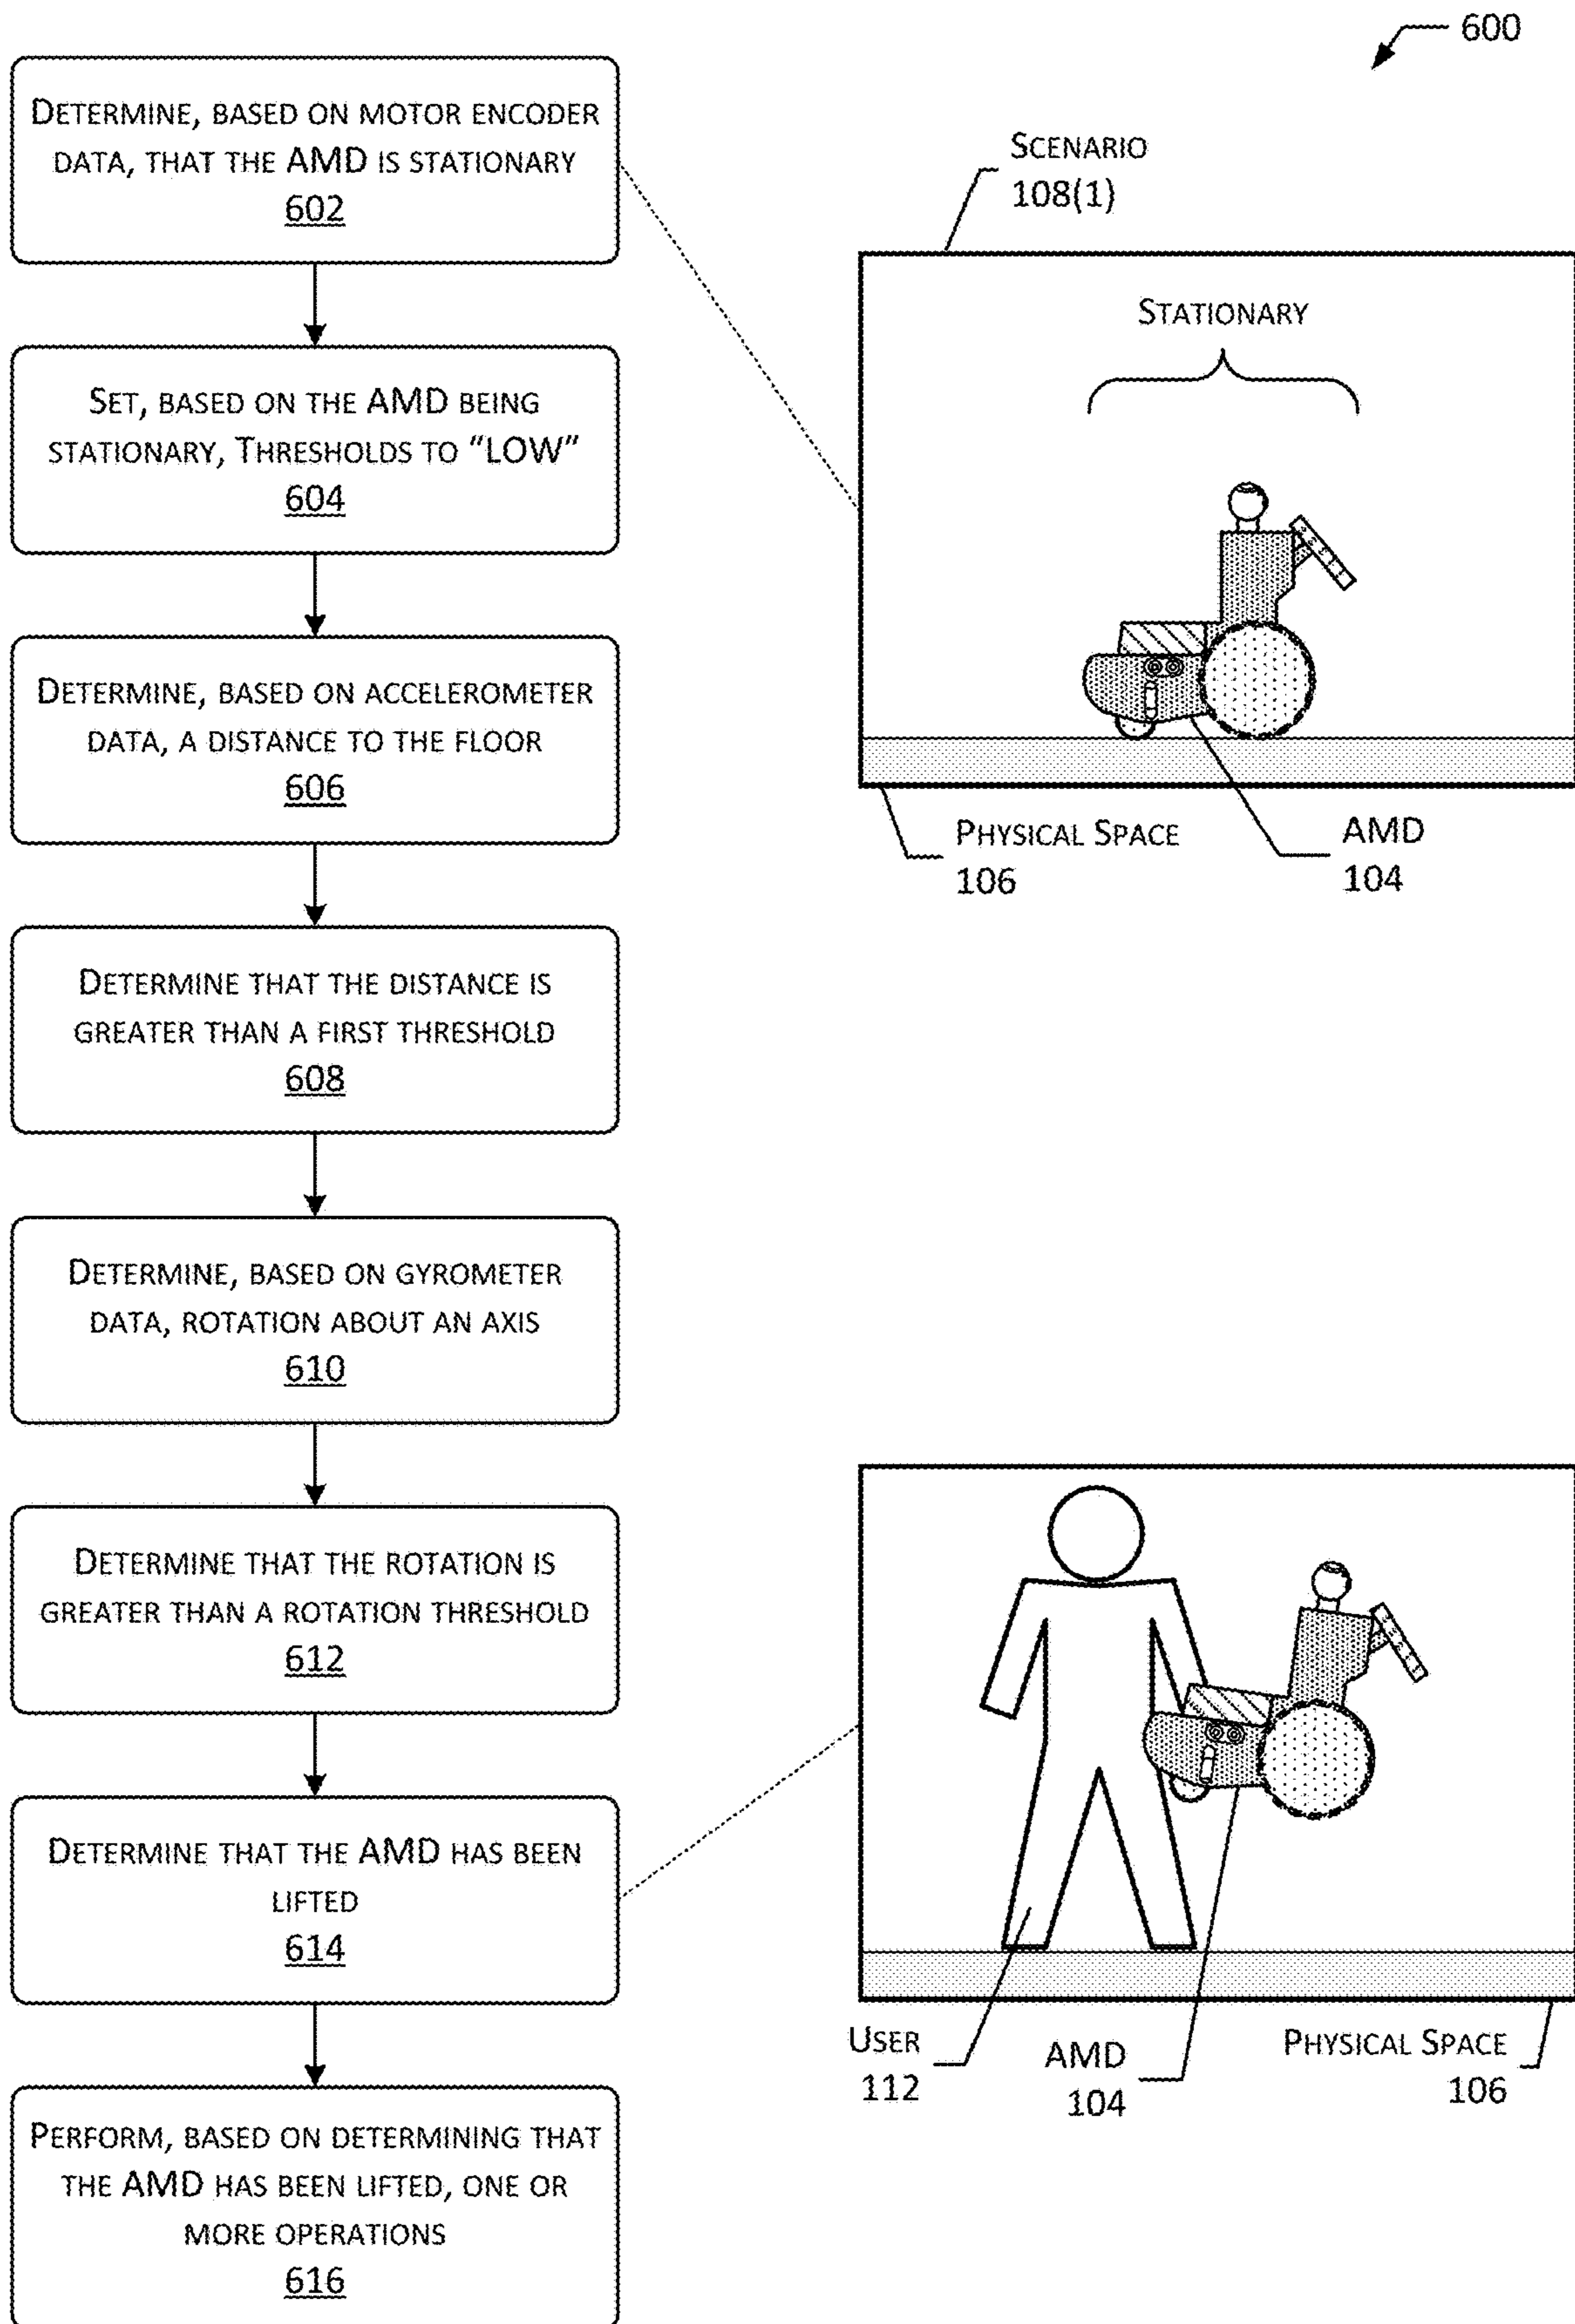 600
DETERMINE, BASED ON MOTOR ENCODER
DATA, THAT THE AMD IS STATIONARY
602
SET, BASED ON THE AMD BEING
STATIONARY, THRESHOLDS TO “LOW”
604
DETERMINE, BASED ON ACCELEROMETER
DATA, A DISTANCE TO THE FLOOR
606
DETERMINE THAT THE DISTANCE IS
GREATER THAN A FIRST THRESHOLD
608
DETERMINE, BASED ON GYROMETER
DATA, ROTATION ABOUT AN AXIS
610
DETERMINE THAT THE ROTATION IS
GREATER THAN A ROTATION THRESHOLD
612
DETERMINE THAT THE AMD HAS BEEN
LIFTED
614
PERFORM, BASED ON DETERMINING THAT
THE AMD HAS BEEN LIFTED, ONE OR
MORE OPERATIONS
616
SCENARIO
108(1)
STATIONARY
PHYSICAL SPACE
106
AMD
104
USER
112
AMD
104
PHYSICAL SPACE
106